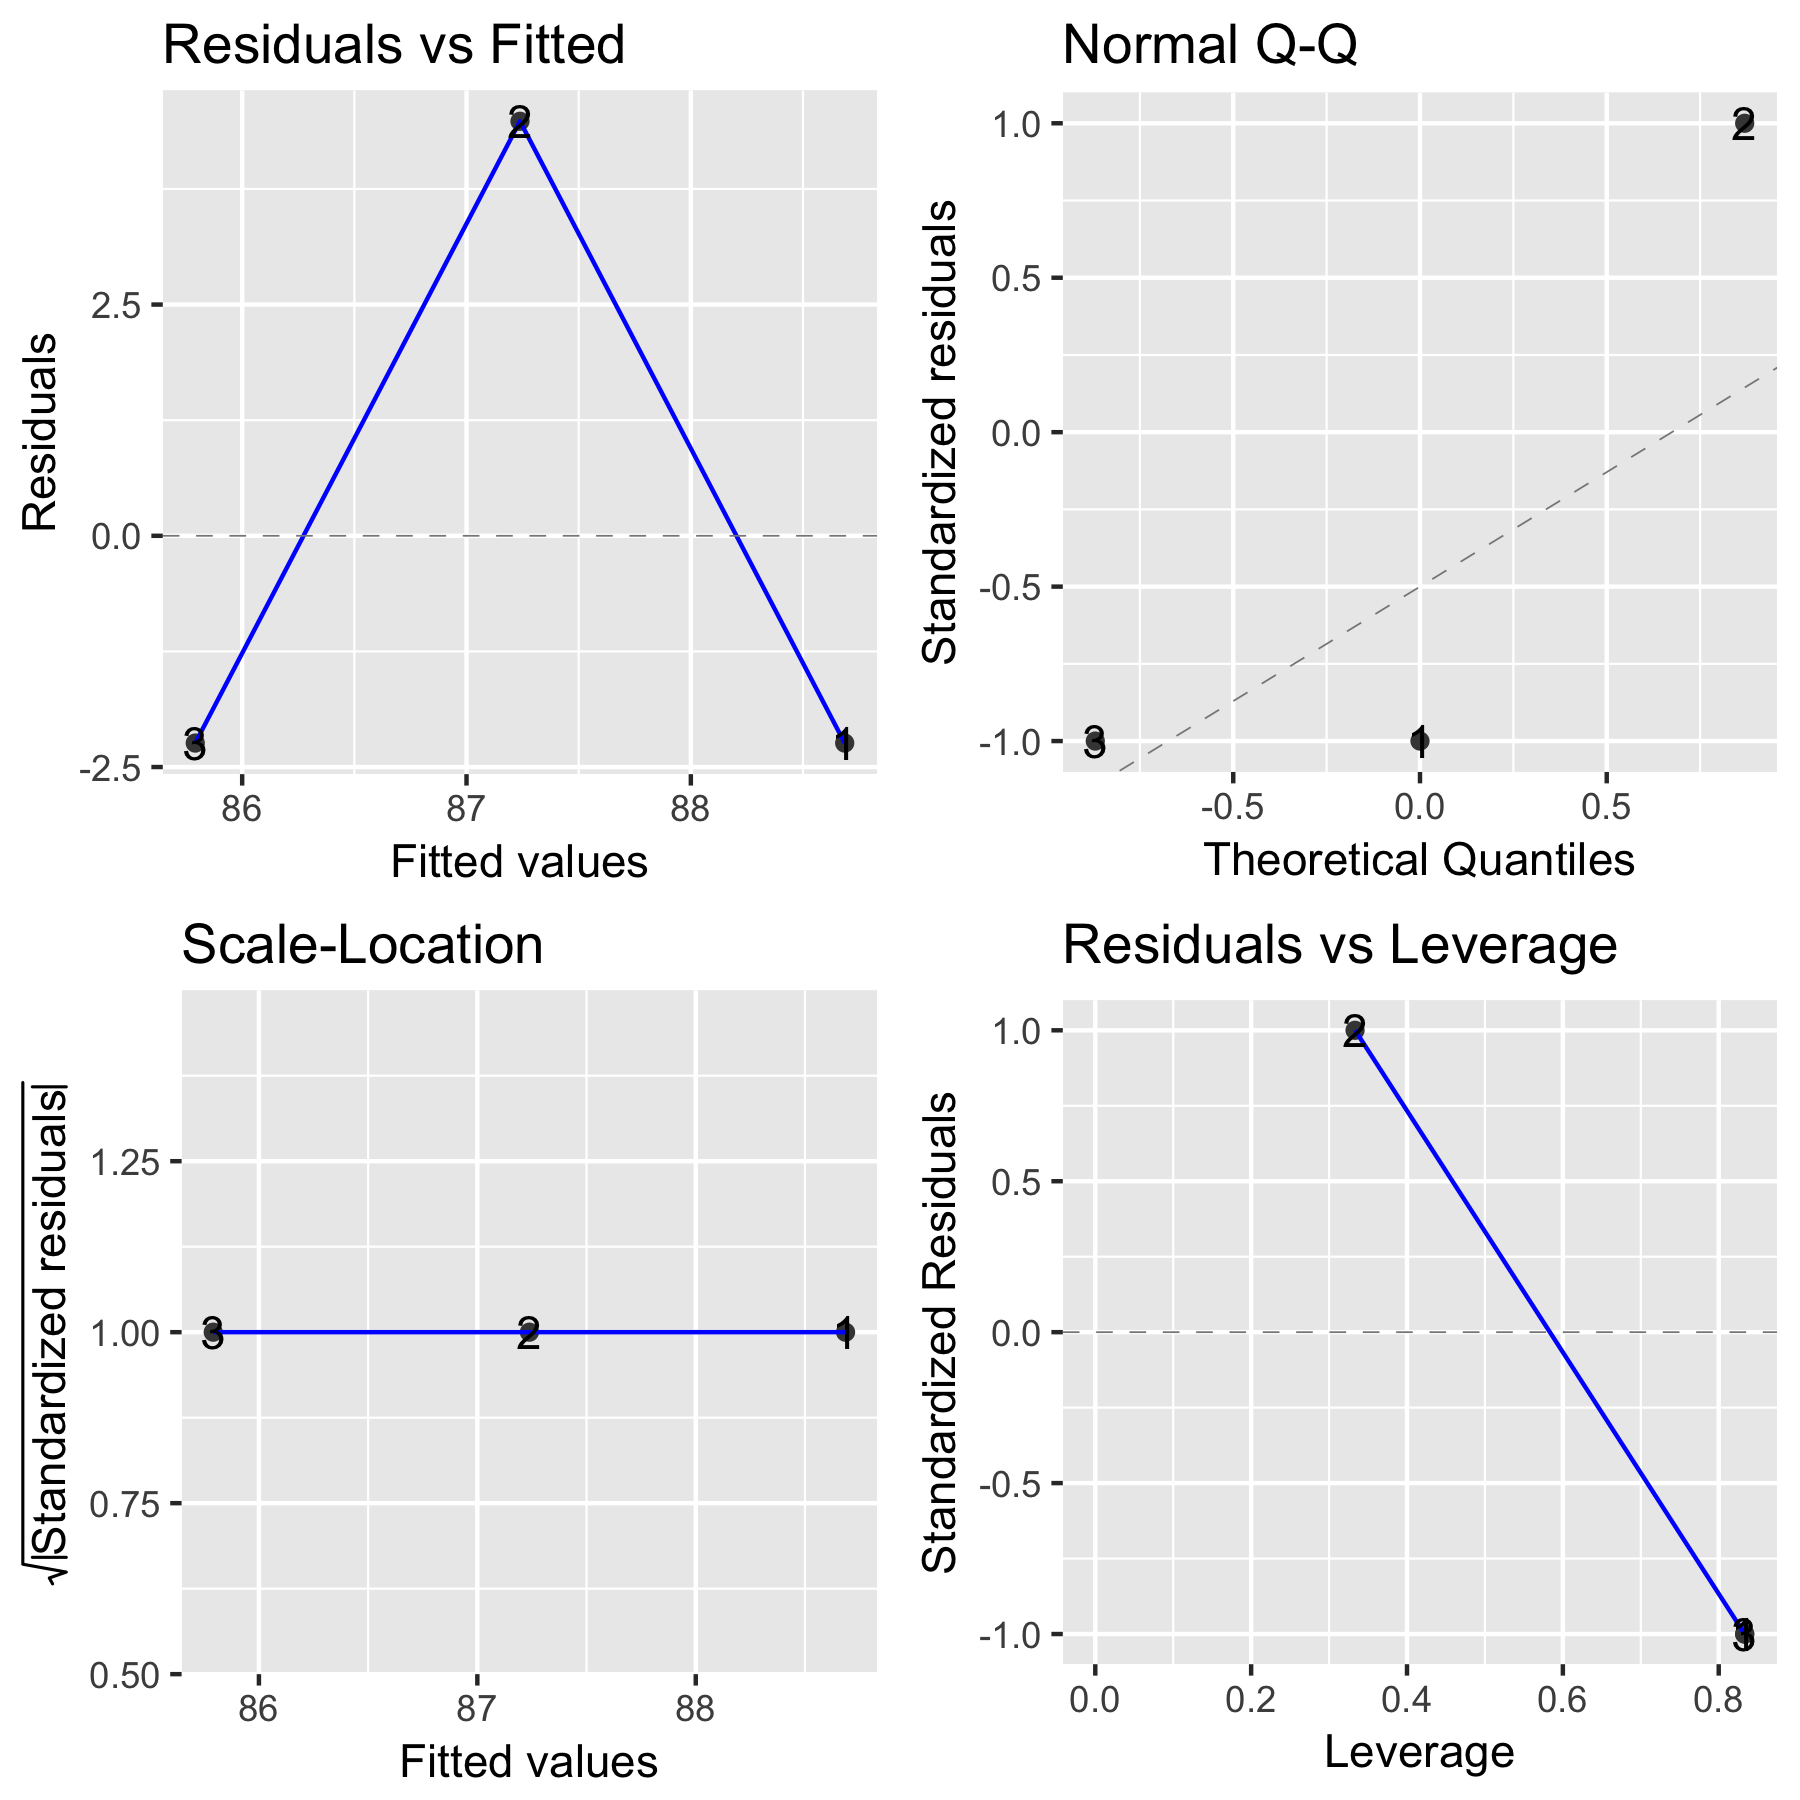 Residuals vs Fitted
Residuals
2.5
0.0
-2.5
2
3
1
86 87 88
Fitted values
Normal Q-Q
Standardized residuals
1.0
0.5
0.0
-0.5
-1.0
2
3
1
-0.5 0.0 0.5
Theoretical Quantiles
Scale-Location
√|Standardized residuals|
1.25
1.00
0.75
0.50
3 2 1
86 87 88
Fitted values
Residuals vs Leverage
Standardized Residuals
1.0
0.5
0.0
-0.5
-1.0
2
1
3
0.0 0.2 0.4 0.6 0.8
Leverage